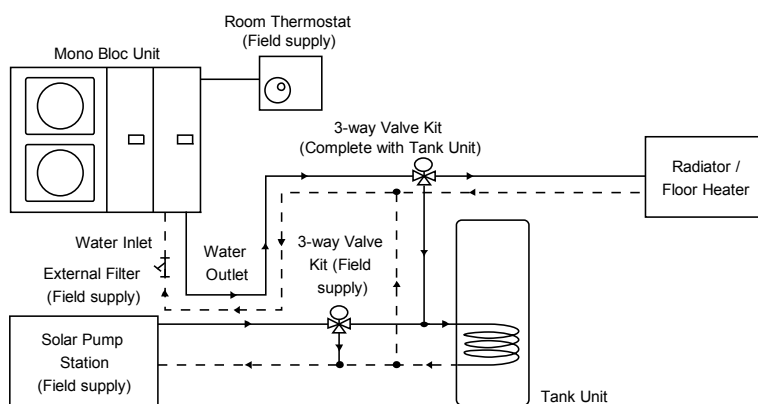 Room Thermostat
(Field supply)
Mono Bloc Unit
3-way Valve Kit
(Complete with Tank Unit)
Radiator /
Floor Heater
Water Inlet
Water
Outlet
3-way Valve
Kit (Field
supply)
External Filter
(Field supply)
Solar Pump
Station
(Field supply)
Tank Unit